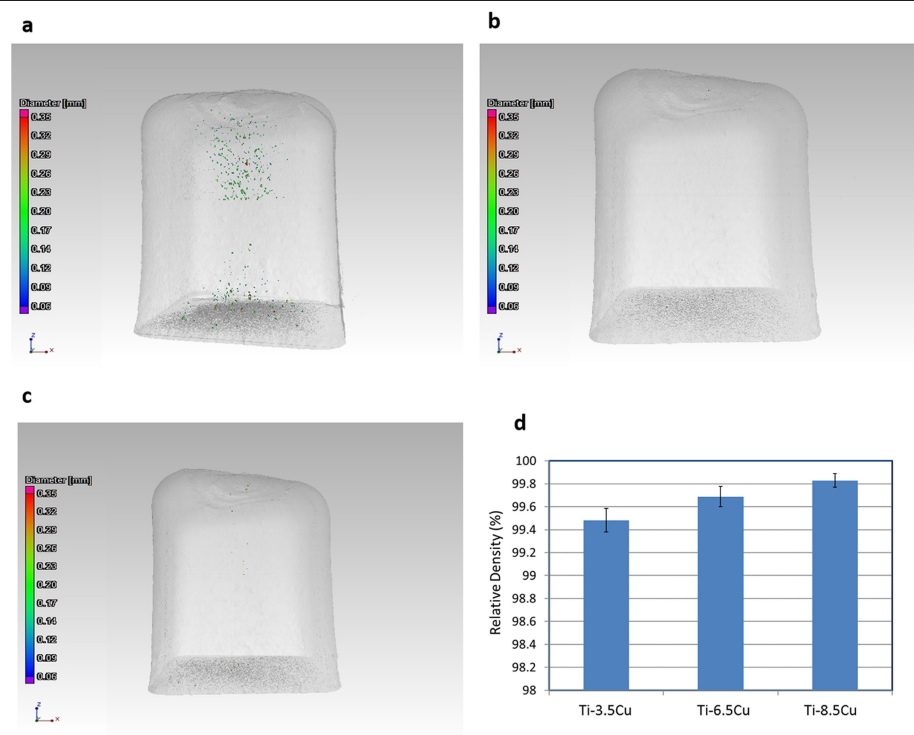 a
b
Diameter [mm]
0.35
0.32
0.29
0.26
0.23
0.20
0.17
0.14
0.12
0.09
0.06
z
x
Diameter [mm]
0.35
0.32
0.29
0.26
0.23
0.20
0.17
0.14
0.12
0.09
0.06
z
x
c
d
Diameter [mm]
0.35
0.32
0.29
0.26
0.23
0.20
0.17
0.14
0.12
0.09
0.06
z
x
Relative Density (%)
100
99.8
99.6
99.4
99.2
99
98.8
98.6
98.4
98.2
98
Ti-3.5Cu Ti-6.5Cu Ti-8.5Cu